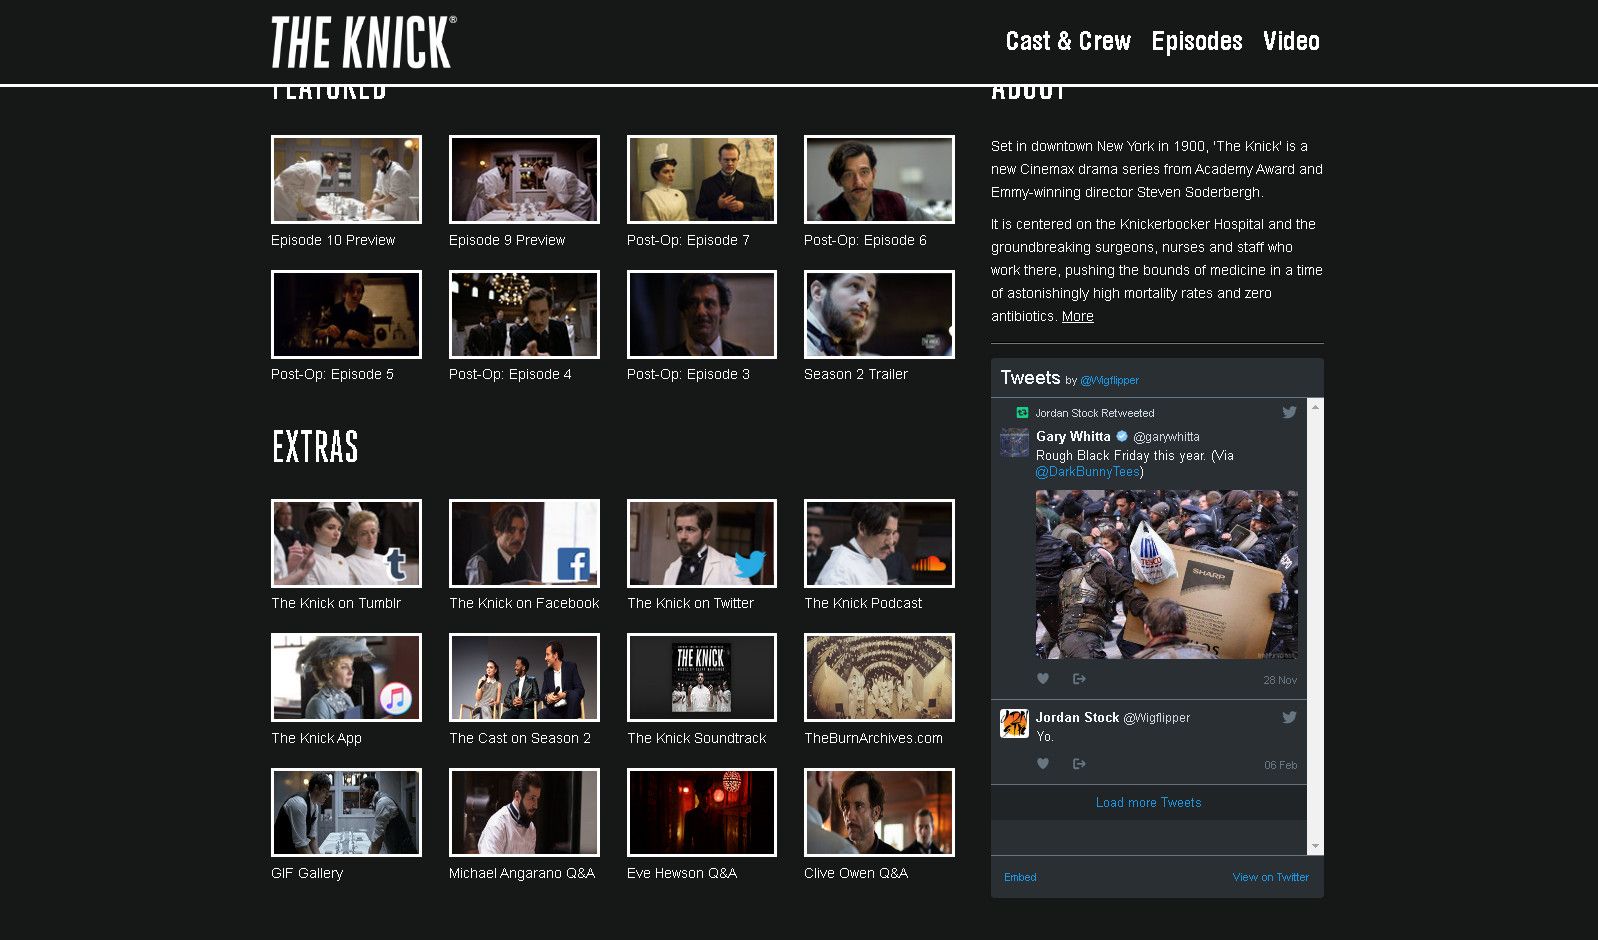 THE KNICK®
Cast & Crew Episodes Video
FEATURED
Episode 10 Preview
Episode 9 Preview
Post-Op: Episode 7
Post-Op: Episode 6
Post-Op: Episode 5
Post-Op: Episode 4
Post-Op: Episode 3
Season 2 Trailer
EXTRAS
The Knick on Tumblr
The Knick on Facebook
The Knick on Twitter
The Knick Podcast
The Knick App
The Cast on Season 2
THE KNICK
The Knick Soundtrack
TheBurnArchives.com
GIF Gallery
Michael Angarano Q&A
Eve Hewson Q&A
Clive Owen Q&A
ABOUT
Set in downtown New York in 1900, 'The Knick' is a
new Cinemax drama series from Academy Award and
Emmy-winning director Steven Soderbergh.
It is centered on the Knickerbocker Hospital and the
groundbreaking surgeons, nurses and staff who
work there, pushing the bounds of medicine in a time
of astonishingly high mortality rates and zero
antibiotics. More
Tweets by @Wigflipper
Jordan Stock Retweeted
Gary Whitta @garywhitta
Rough Black Friday this year. (Via
@DarkBunnyTees)
TESCO
SHARP
28 Nov
Jordan Stock @Wigflipper
Yo.
06 Feb
Load more Tweets
Embed
View on Twitter